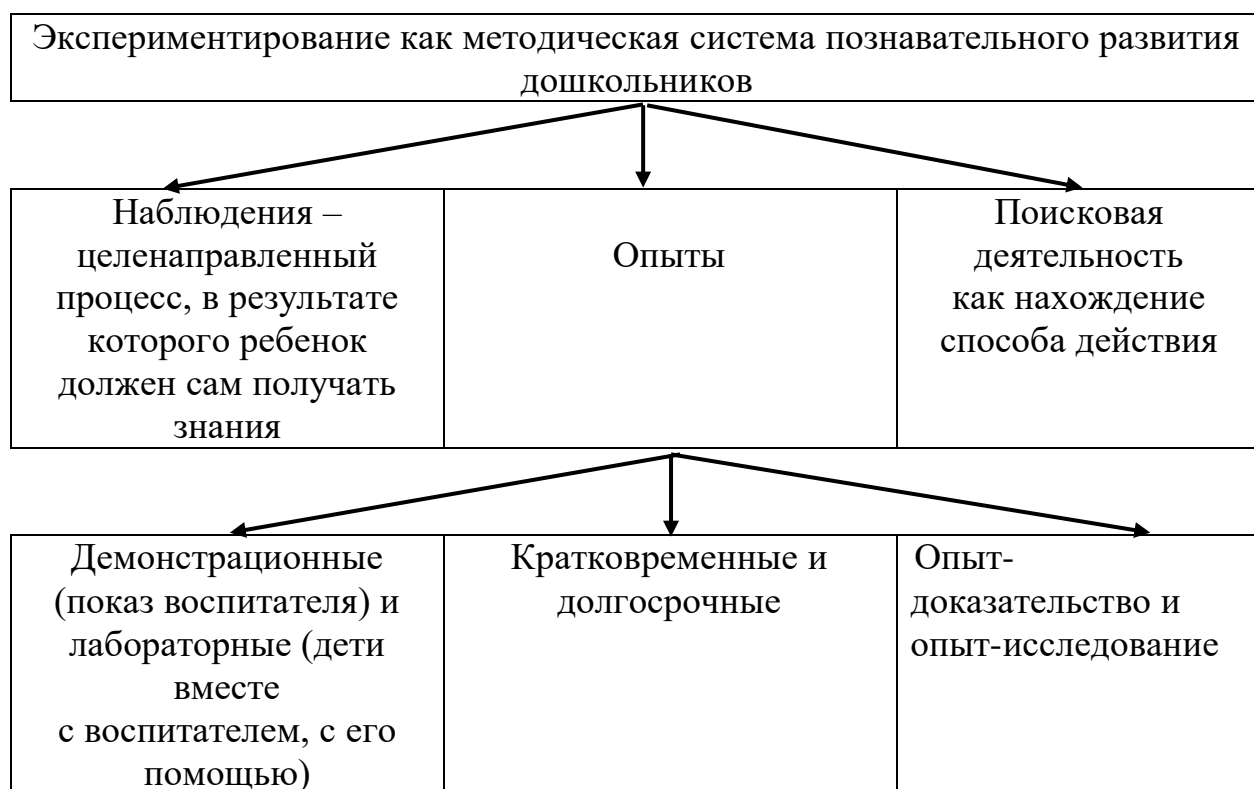 Экспериментирование как методическая система познавательного развития
дошкольников
Наблюдения –
целенаправленный
процесс, в результате
которого ребенок
должен сам получать
знания
Опыты
Поисковая
деятельность
как нахождение
способа действия
Демонстрационные
(показ воспитателя) и
лабораторные (дети
вместе
с воспитателем, с его
помощью)
Кратковременные и
долгосрочные
Опыт-
доказательство и
опыт-исследование